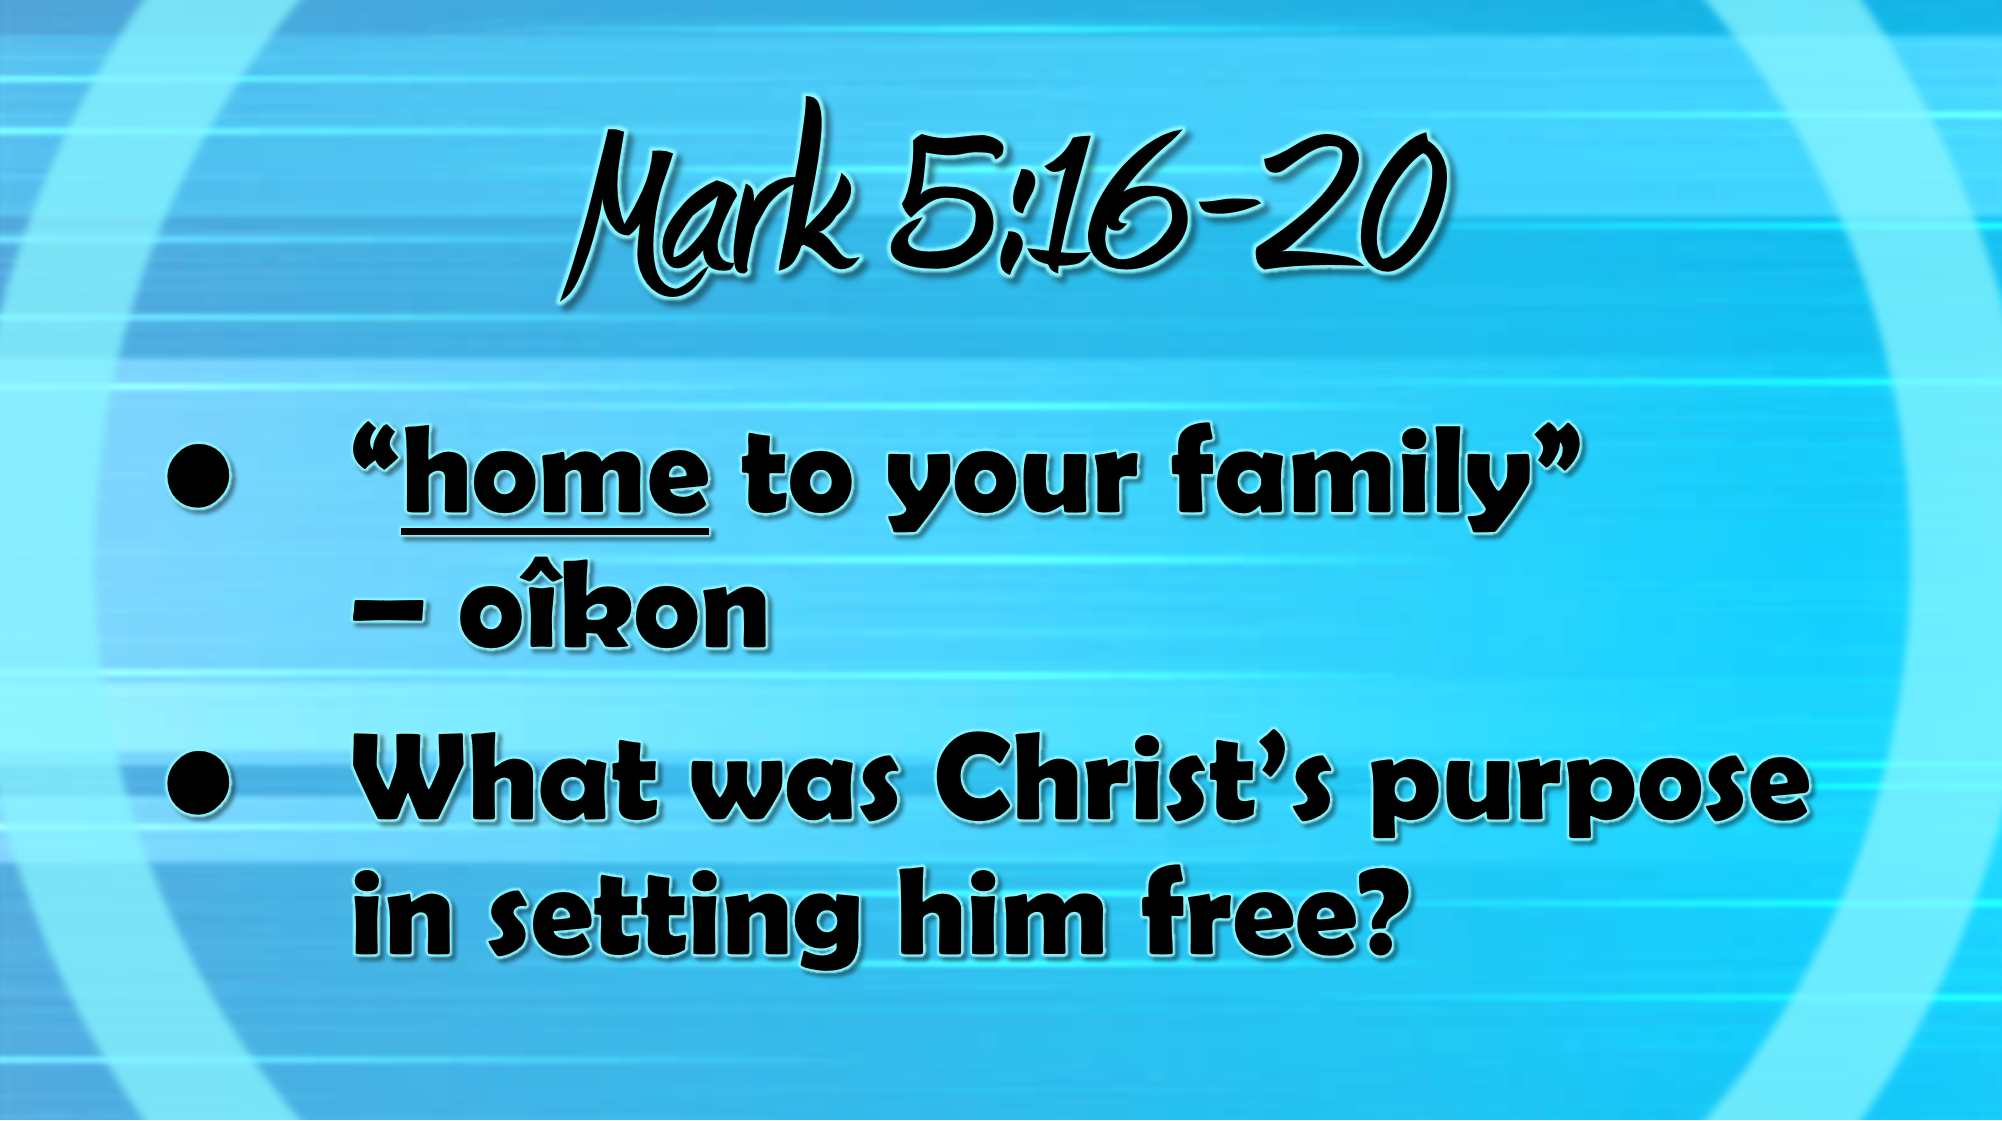 Mark 5:16-20
● “home to your family”
– oîkon
● What was Christ’s purpose
in setting him free?